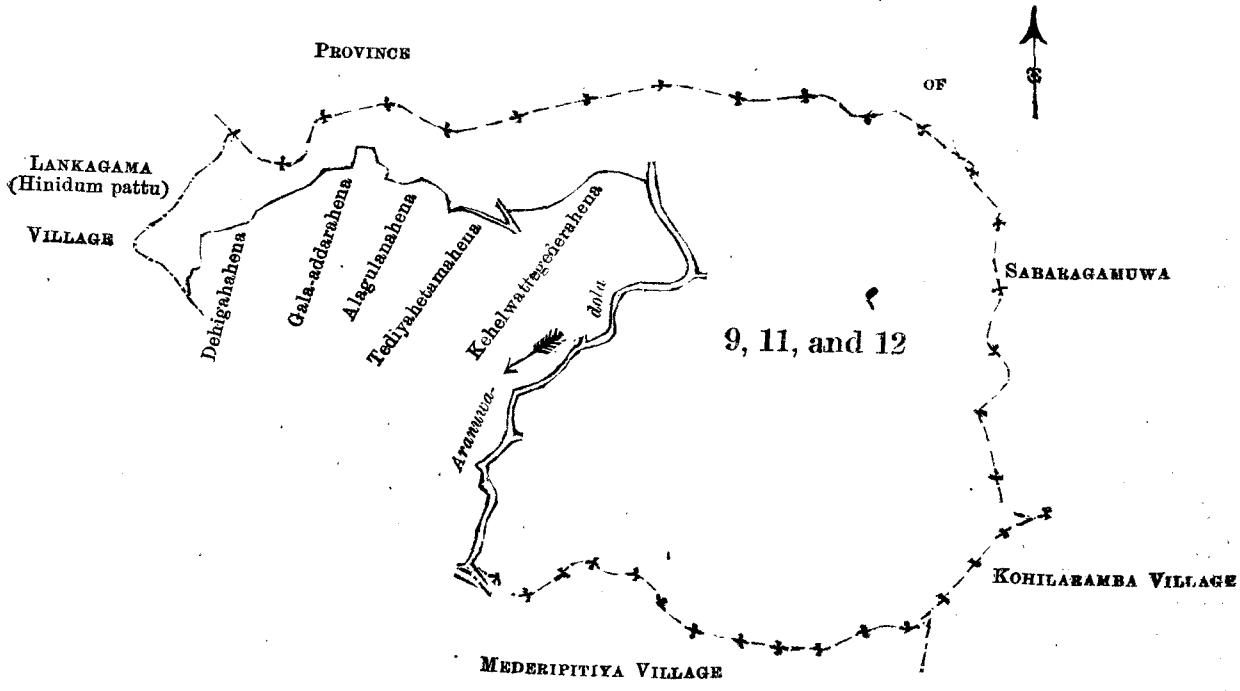 PROVINCE
OF
LANKAGAMA
(Hinidum pattu)
VILLAGE
Dehigahahena
Gala-addarahena
Alagulanahena
Tediyahetamahena
Kehelwattegederahena
Aranuwa-
dola
SABARAGAMUWA
9, 11, and 12
KOHILARAMBA VILLAGE
MEDERIPITIYA VILLAGE